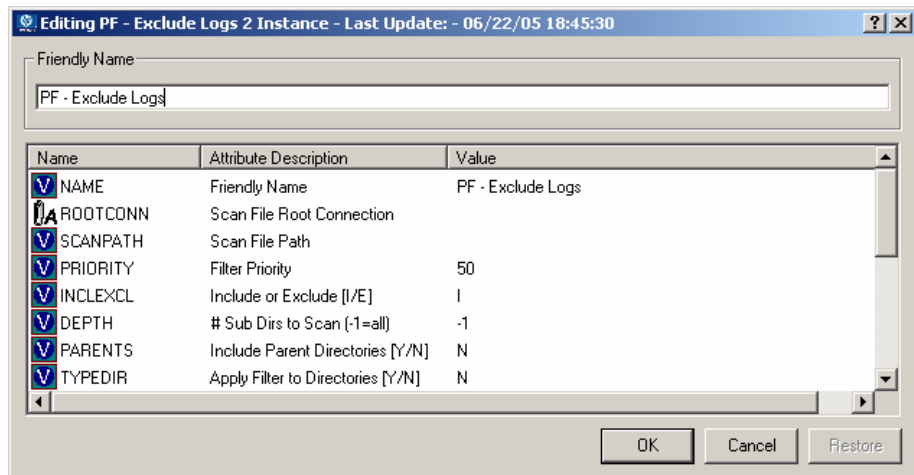 Editing PF - Exclude Logs 2 Instance - Last Update: - 06/22/05 18:45:30
Friendly Name
PF - Exclude Logs
Name Attribute Description Value
NAME Friendly Name PF - Exclude Logs
ROOTCONN Scan File Root Connection
SCANPATH Scan File Path
PRIORITY Filter Priority 50
INCLEXCL Include or Exclude [I/E] I
DEPTH # Sub Dirs to Scan (-1=all) -1
PARENTS Include Parent Directories [Y/N] N
TYPEDIR Apply Filter to Directories [Y/N] N
OK Cancel Restore